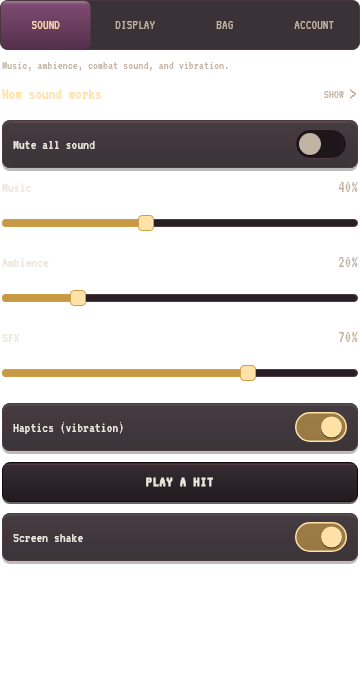 SOUND DISPLAY BAG ACCOUNT
Music, ambience, combat sound, and vibration.
How sound works SHOW >
Mute all sound
Music 40%
Ambience 20%
SFX 70%
Haptics (vibration)
PLAY A HIT
Screen shake